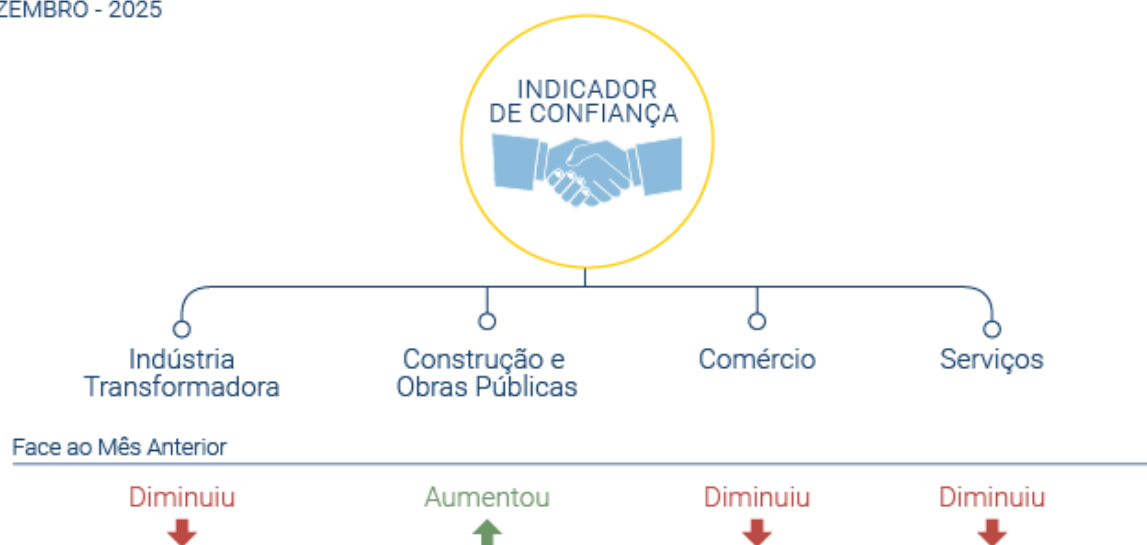 ZEMBRO - 2025
INDICADOR
DE CONFIANÇA
Indústria
Transformadora
Construção e
Obras Públicas
Comércio
Serviços
Face ao Mês Anterior
Diminuiu
Aumentou
Diminuiu
Diminuiu